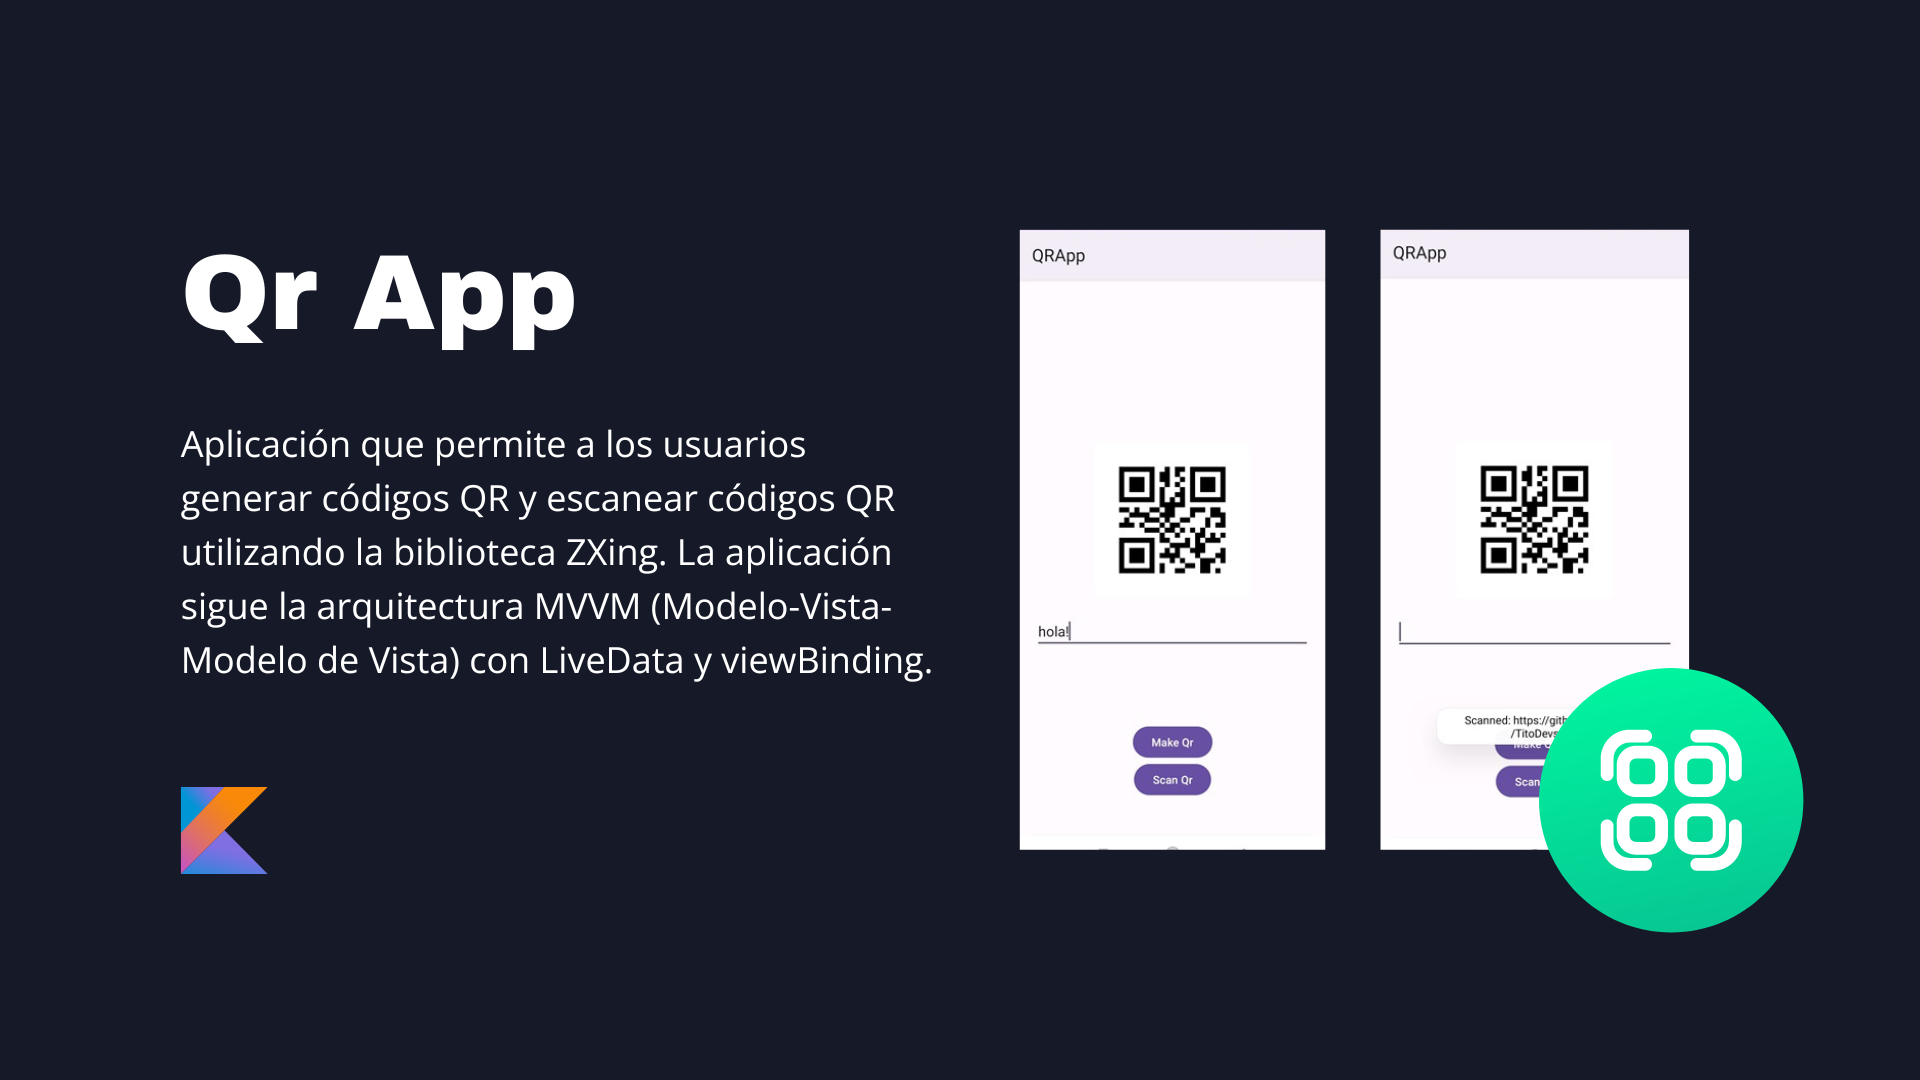 Qr App
Aplicación que permite a los usuarios
generar códigos QR y escanear códigos QR
utilizando la biblioteca ZXing. La aplicación
sigue la arquitectura MVVM (Modelo-Vista-
Modelo de Vista) con LiveData y viewBinding.
QRApp
hola!
Make Qr
Scan Qr
QRApp
Scanned: https://gith
/TitoDevs
Make
Scan